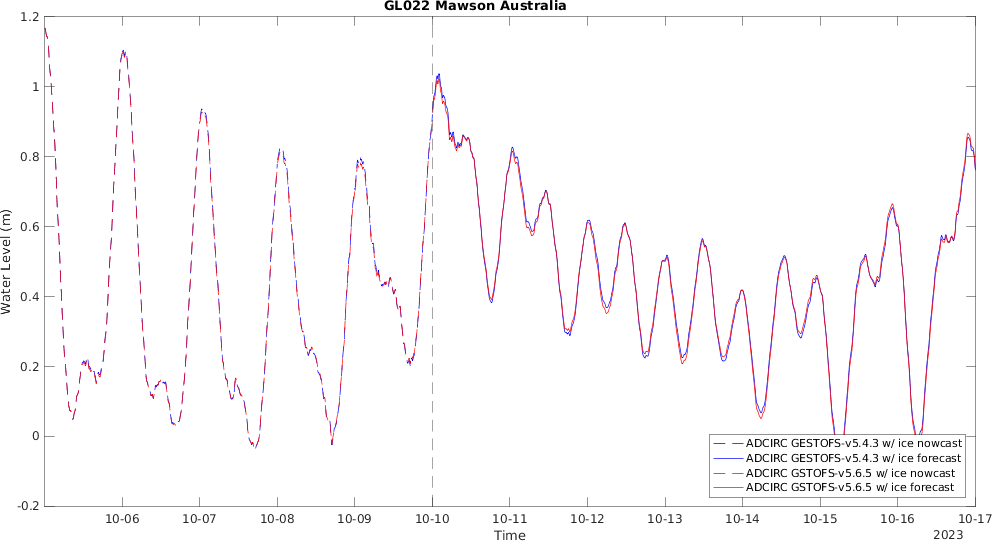 GL022 Mawson Australia
Water Level (m)
1.2
1
0.8
0.6
0.4
0.2
0
-0.2
ADCIRC GESTOFS-v5.4.3 w/ ice nowcast
ADCIRC GESTOFS-v5.4.3 w/ ice forecast
ADCIRC GSTOFS-v5.6.5 w/ ice nowcast
ADCIRC GSTOFS-v5.6.5 w/ ice forecast
10-06 10-07 10-08 10-09 10-10 10-11 10-12 10-13 10-14 10-15 10-16 10-17
Time
2023